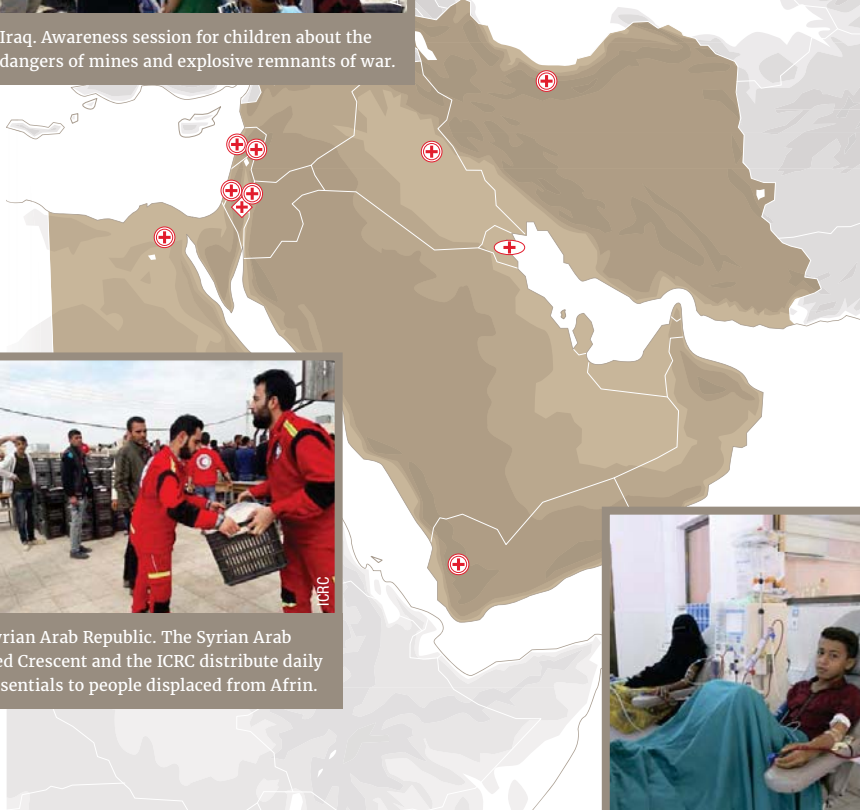 Iraq. Awareness session for children about the
dangers of mines and explosive remnants of war.
ICRC
yrian Arab Republic. The Syrian Arab
ed Crescent and the ICRC distribute daily
sentials to people displaced from Afrin.